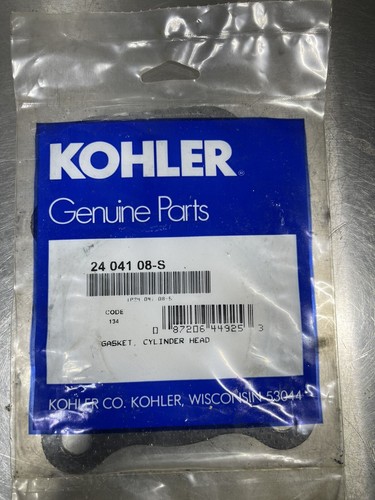 KOHLER®
Genuine Parts
24 041 08-S
CODE
134
0 87206 44925 3
GASKET, CYLINDER HEAD
KOHLER CO. KOHLER, WISCONSIN 53044